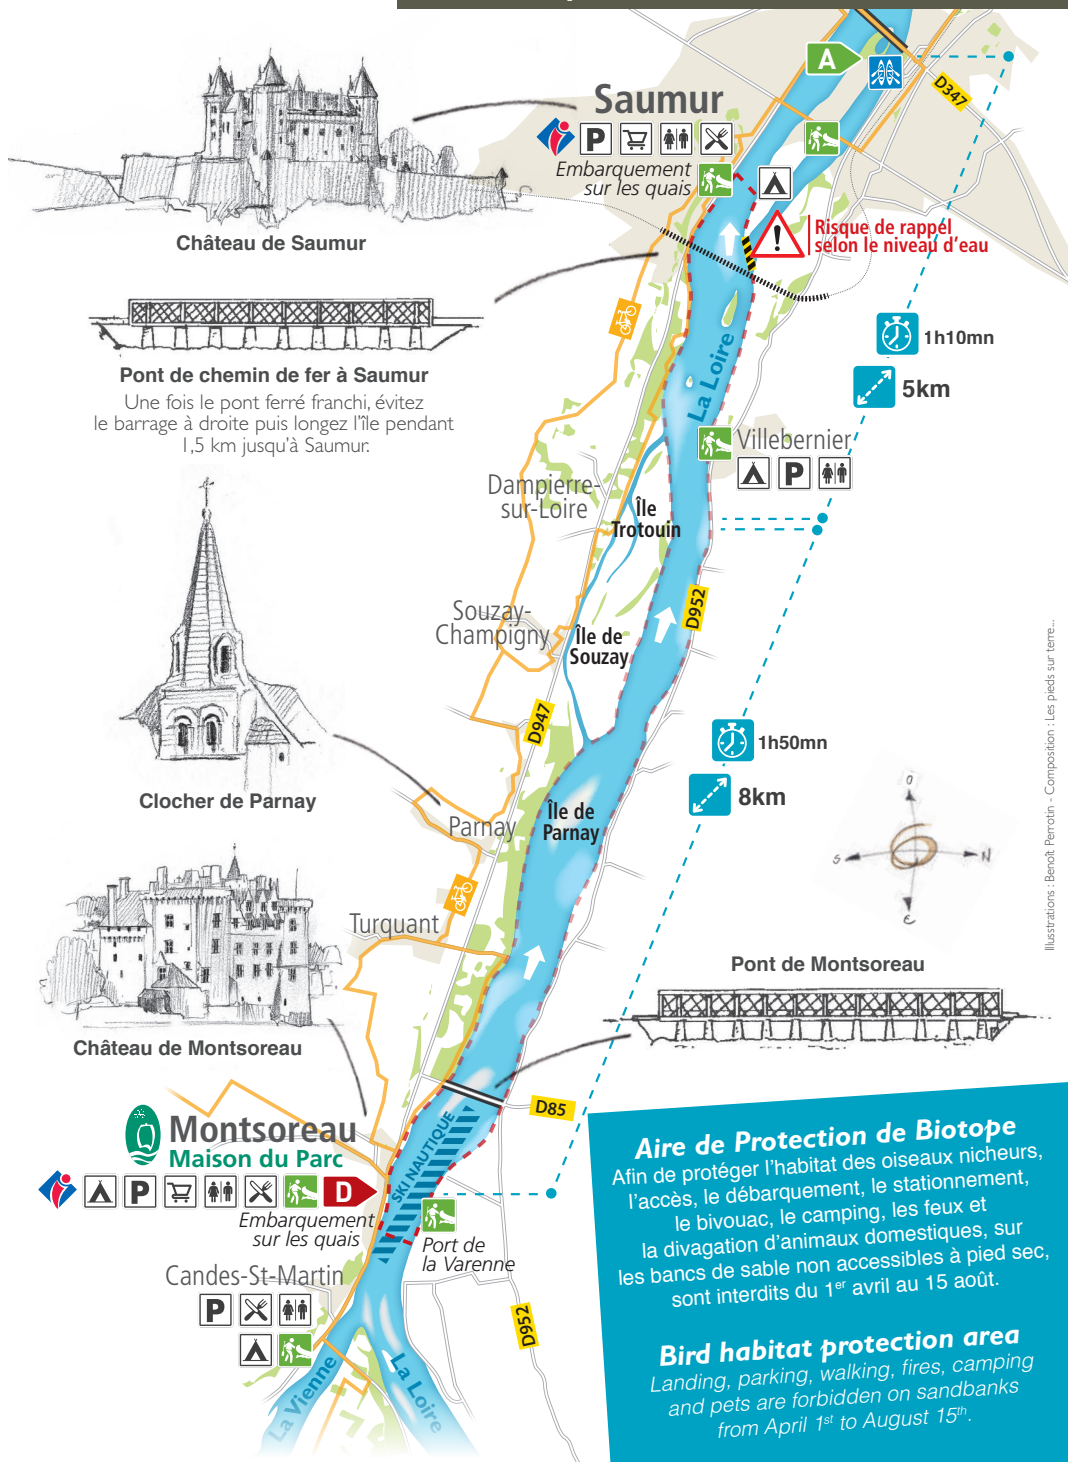 A
D347
Saumur
P
Embarquement
sur les quais
Château de Saumur
Risque de rappel
selon le niveau d'eau
Pont de chemin de fer à Saumur
Une fois le pont ferré franchi, évitez
le barrage à droite puis longez l'île pendant
1,5 km jusqu'à Saumur.
1h10mn
5km
La Loire
Villebernier
P
Dampierre-
sur-Loire
Île
Trotouin
D952
Souzay-
Champigny
Île de
Souzay
D947
1h50mn
8km
Clocher de Parnay
Parnay
Île de
Parnay
O
S
N
E
Illusstrations : Benoît Perrotin - Composition : Les pieds sur terre...
Turquant
Pont de Montsoreau
Château de Montsoreau
D85
Montsoreau
Maison du Parc
P
D
SKI NAUTIQUE
Embarquement
sur les quais
Port de
la Varenne
Candes-St-Martin
P
D952
La Vienne
La Loire
Aire de Protection de Biotope
Afin de protéger l'habitat des oiseaux nicheurs,
l'accès, le débarquement, le stationnement,
le bivouac, le camping, les feux et
la divagation d'animaux domestiques, sur
les bancs de sable non accessibles à pied sec,
sont interdits du 1er avril au 15 août.
Bird habitat protection area
Landing, parking, walking, fires, camping
and pets are forbidden on sandbanks
from April 1st to August 15th.